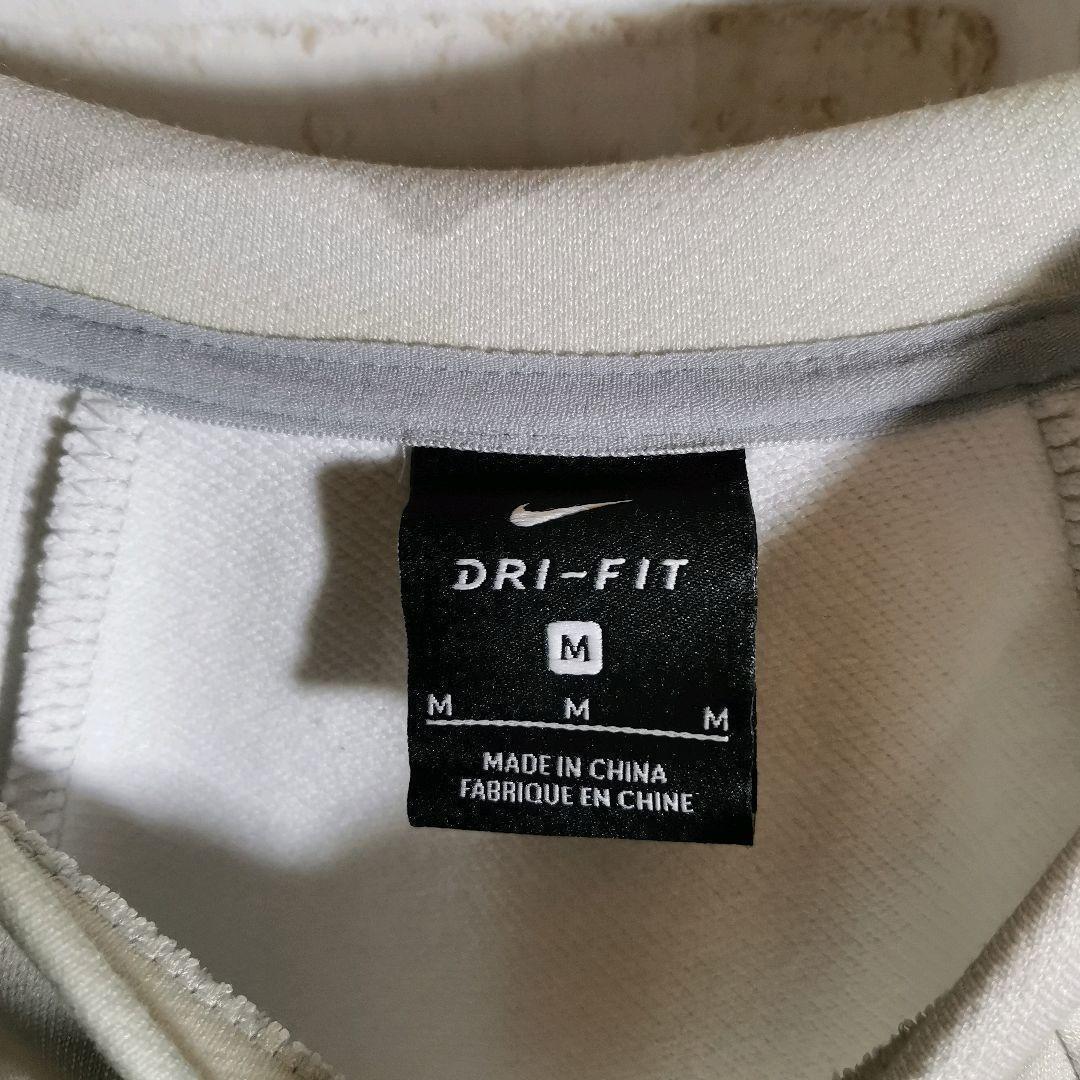 DRI-FIT
M
M M M
MADE IN CHINA
FABRIQUE EN CHINE